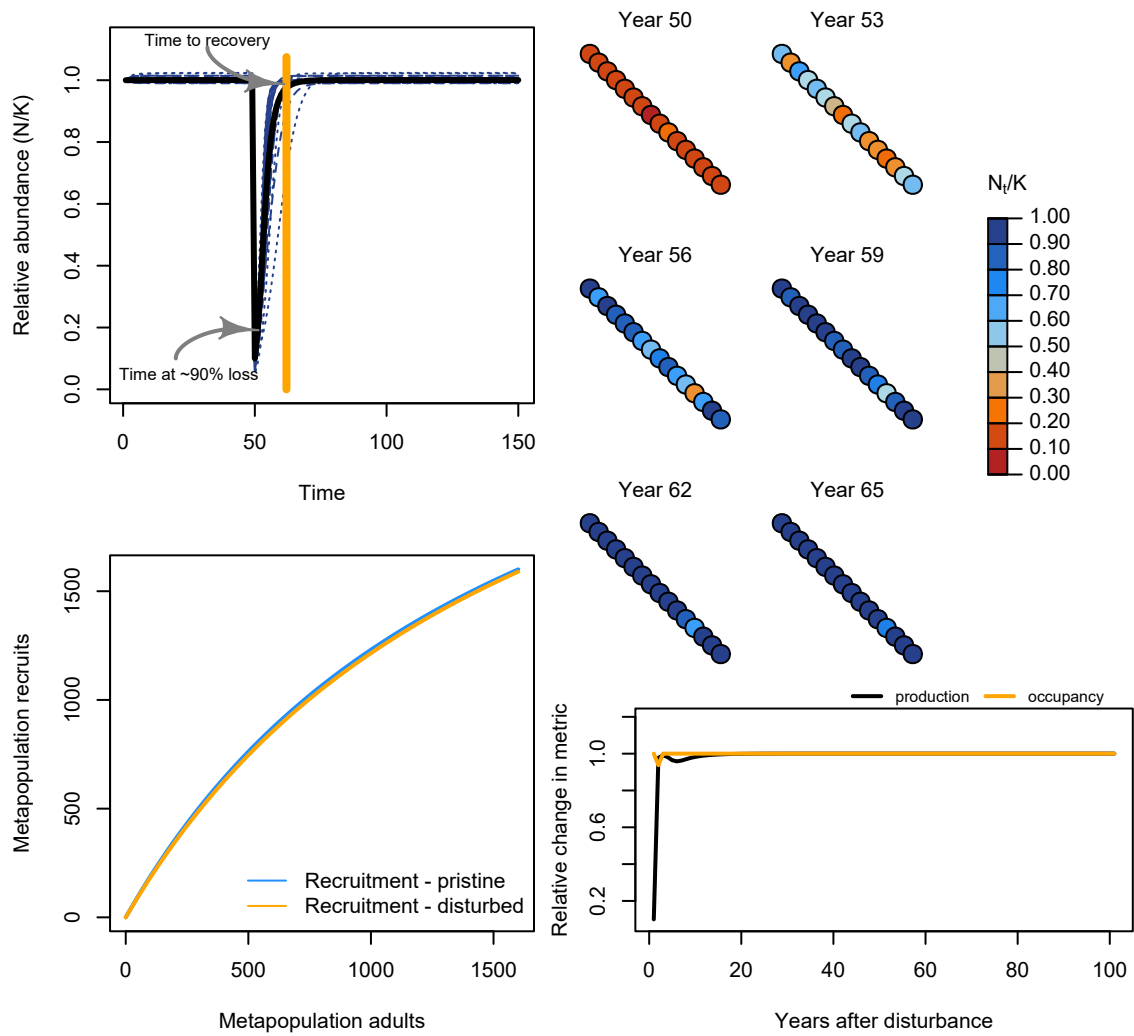 Time to recovery
Time at ~90% loss
Relative abundance (N/K)
0.0
0.2
0.4
0.6
0.8
1.0
0
50
100
150
Time
Year 50
Year 53
Year 56
Year 59
Year 62
Year 65
Nt/K
1.00
0.90
0.80
0.70
0.60
0.50
0.40
0.30
0.20
0.10
0.00
Metapopulation recruits
0
500
1000
1500
Recruitment - pristine
Recruitment - disturbed
0
500
1000
1500
Metapopulation adults
production
occupancy
Relative change in metric
0.2
0.6
1.0
0
20
40
60
80
100
Years after disturbance